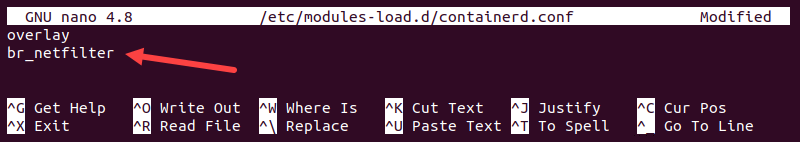 GNU nano 4.8 /etc/modules-load.d/containerd.conf Modified
overlay
br_netfilter
^G Get Help ^O Write Out ^W Where Is ^K Cut Text ^J Justify ^C Cur Pos
^X Exit ^R Read File ^\ Replace ^U Paste Text ^T To Spell ^_ Go To Line